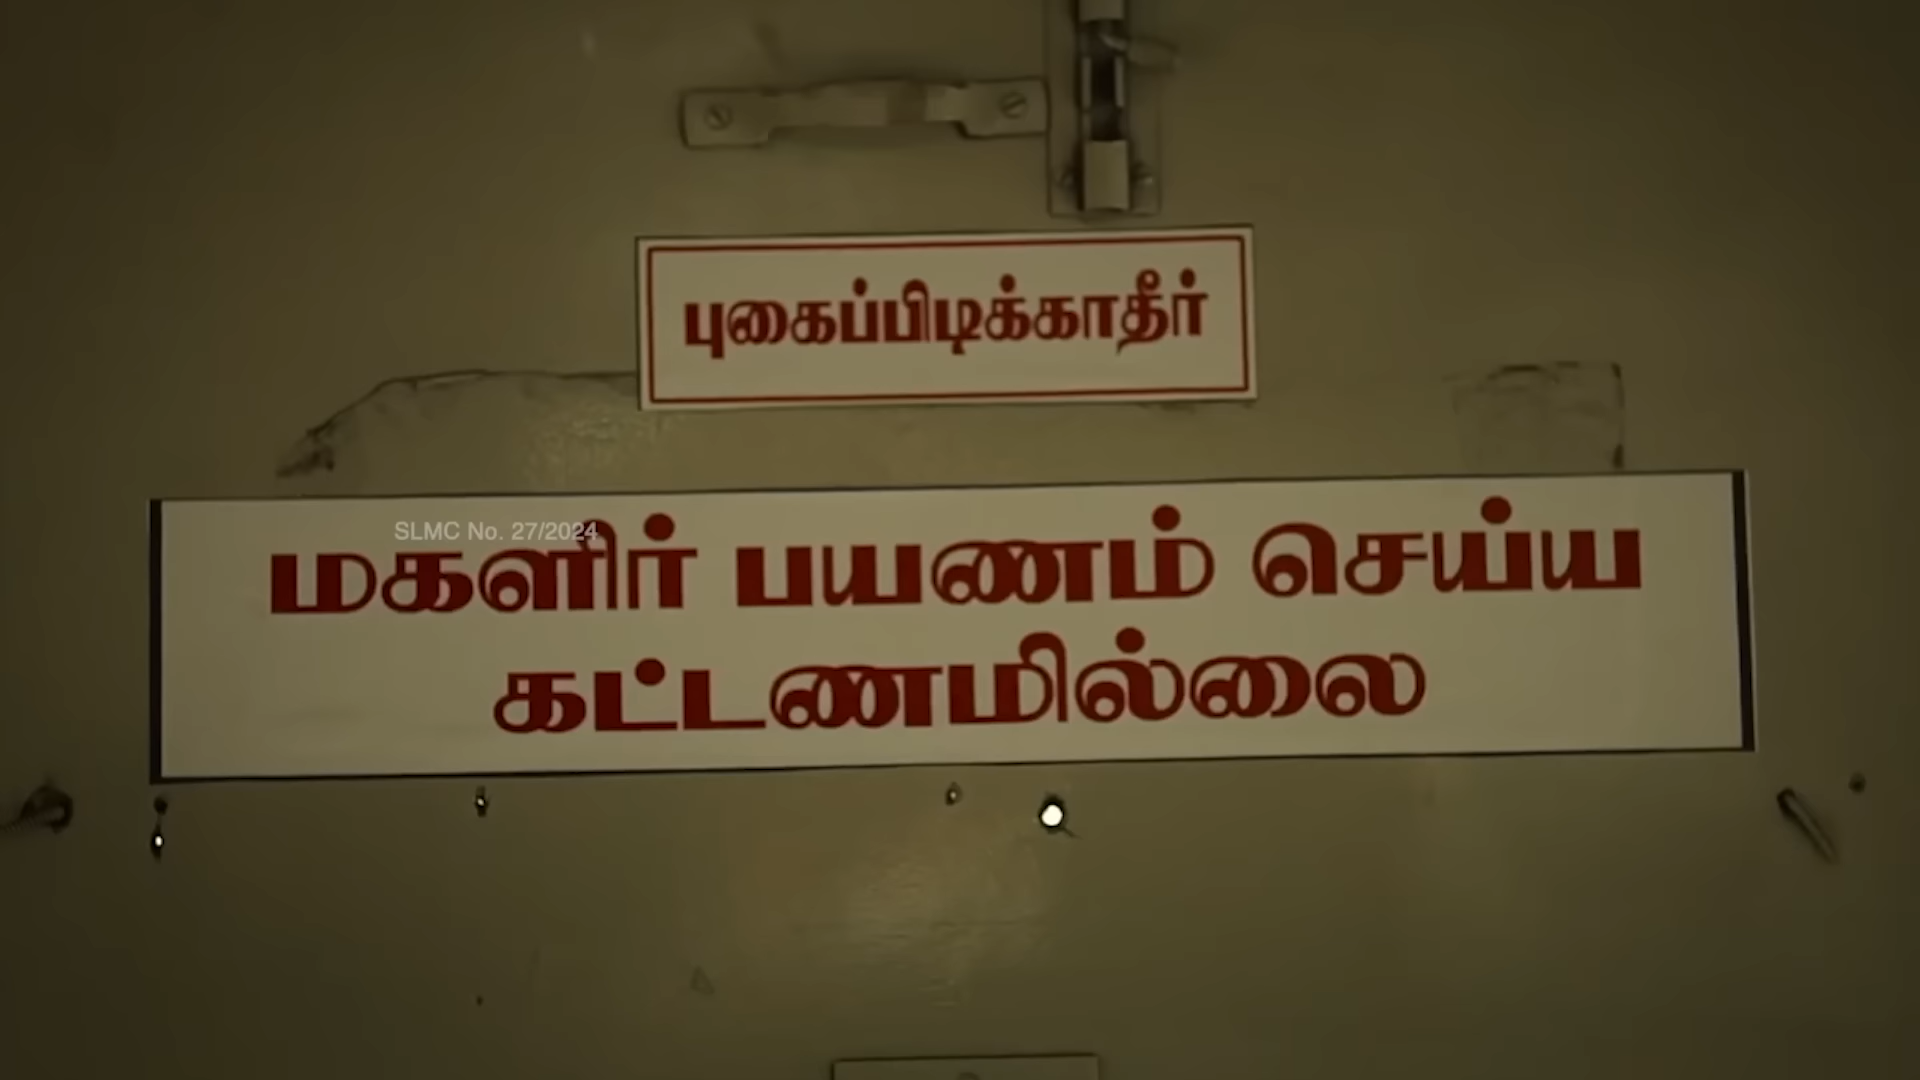 புகைப்பிடிக்காதீர்
SLMC No. 27/2024
மகளிர் பயணம் செய்ய
கட்டணமில்லை